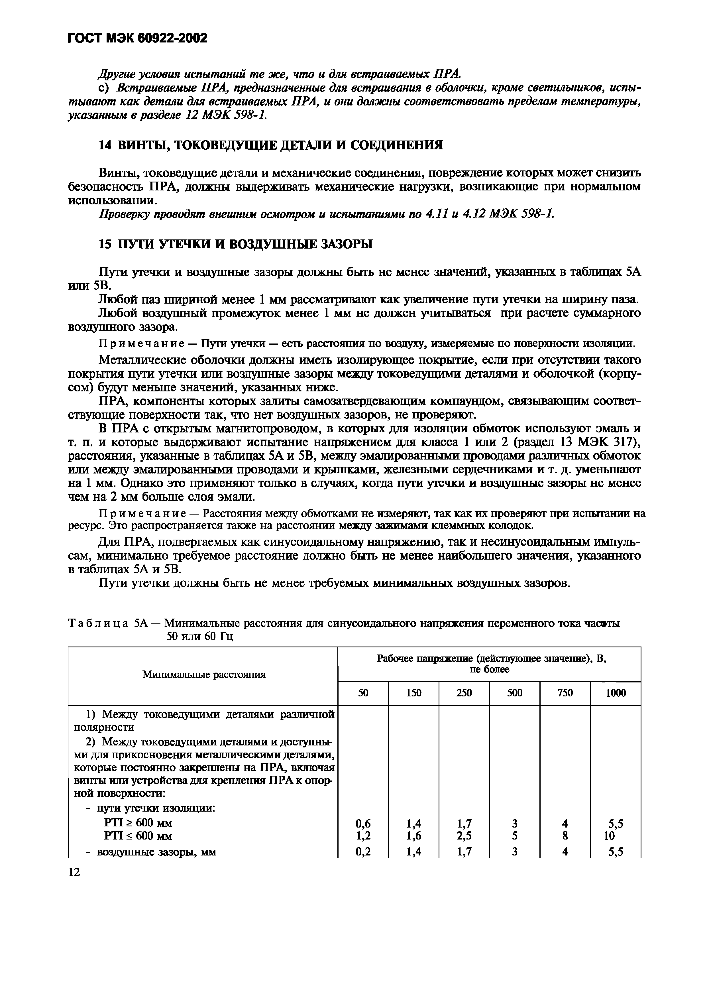 ГОСТ МЭК 60922-2002
Другие условия испытаний те же, что и для встраиваемых ПРА.
с) Встраиваемые ПРА, предназначенные для встраивания в оболочки, кроме светильников, испы-
тывают как детали для встраиваемых ПРА, и они должны соответствовать пределам температуры,
указанным в разделе 12 МЭК 598-1.
14 ВИНТЫ, ТОКОВЕДУЩИЕ ДЕТАЛИ И СОЕДИНЕНИЯ
Винты, токоведущие детали и механические соединения, повреждение которых может снизить
безопасность ПРА, должны выдерживать механические нагрузки, возникающие при нормальном
использовании.
Проверку проводят внешним осмотром и испытаниями по 4.11 и 4.12 МЭК 598-1.
15 ПУТИ УТЕЧКИ И ВОЗДУШНЫЕ ЗАЗОРЫ
Пути утечки и воздушные зазоры должны быть не менее значений, указанных в таблицах 5А
или 5В.
Любой паз шириной менее 1 мм рассматривают как увеличение пути утечки на ширину паза.
Любой воздушный промежуток менее 1 мм не должен учитываться при расчете суммарного
воздушного зазора.
Примечание — Пути утечки — есть расстояния по воздуху, измеряемые по поверхности изоляции.
Металлические оболочки должны иметь изолирующее покрытие, если при отсутствии такого
покрытия пути утечки или воздушные зазоры между токоведущими деталями и оболочкой (корпу-
сом) будут меньше значений, указанных ниже.
ПРА, компоненты которых залиты самозатвердевающим компаундом, связывающим соответ-
ствующие поверхности так, что нет воздушных зазоров, не проверяют.
В ПРА с открытым магнитопроводом, в которых для изоляции обмоток используют эмаль и
т. п. и которые выдерживают испытание напряжением для класса 1 или 2 (раздел 13 МЭК 317),
расстояния, указанные в таблицах 5А и 5В, между эмалированными проводами различных обмоток
или между эмалированными проводами и крышками, железными сердечниками и т. д. уменьшают
на 1 мм. Однако это применяют только в случаях, когда пути утечки и воздушные зазоры не менее
чем на 2 мм больше слоя эмали.
Примечание — Расстояния между обмотками не измеряют, так как их проверяют при испытании на
ресурс. Это распространяется также на расстоянии между зажимами клеммных колодок.
Для ПРА, подвергаемых как синусоидальному напряжению, так и несинусоидальным импуль-
сам, минимально требуемое расстояние должно быть не менее наибольшего значения, указанного
в таблицах 5А и 5В.
Пути утечки должны быть не менее требуемых минимальных воздушных зазоров.
Таблица 5А — Минимальные расстояния для синусоидального напряжения переменного тока частоты
50 или 60 Гц
Минимальные расстояния
Рабочее напряжение (действующее значение), В,
не более
50 150 250 500 750 1000
1) Между токоведущими деталями различной
полярности
2) Между токоведущими деталями и доступны-
ми для прикосновения металлическими деталями,
которые постоянно закреплены на ПРА, включая
винты или устройства для крепления ПРА к опор-
ной поверхности:
- пути утечки изоляции:
PTI ≥ 600 мм 0,6 1,4 1,7 3 4 5,5
PTI ≤ 600 мм 1,2 1,6 2,5 5 8 10
- воздушные зазоры, мм 0,2 1,4 1,7 3 4 5,5
12